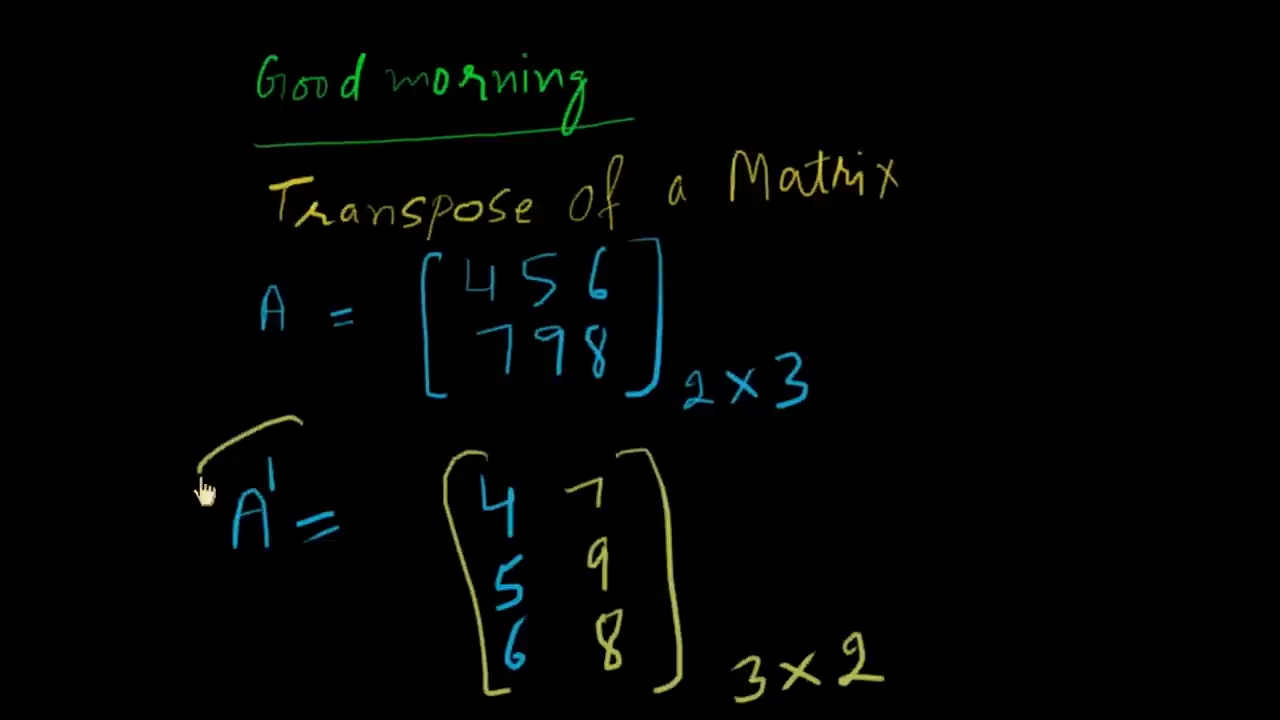 Good morning
Transpose of a Matrix
A = [4 5 6
7 9 8] 2 × 3
A' = [4 7
5 9
6 8] 3 × 2